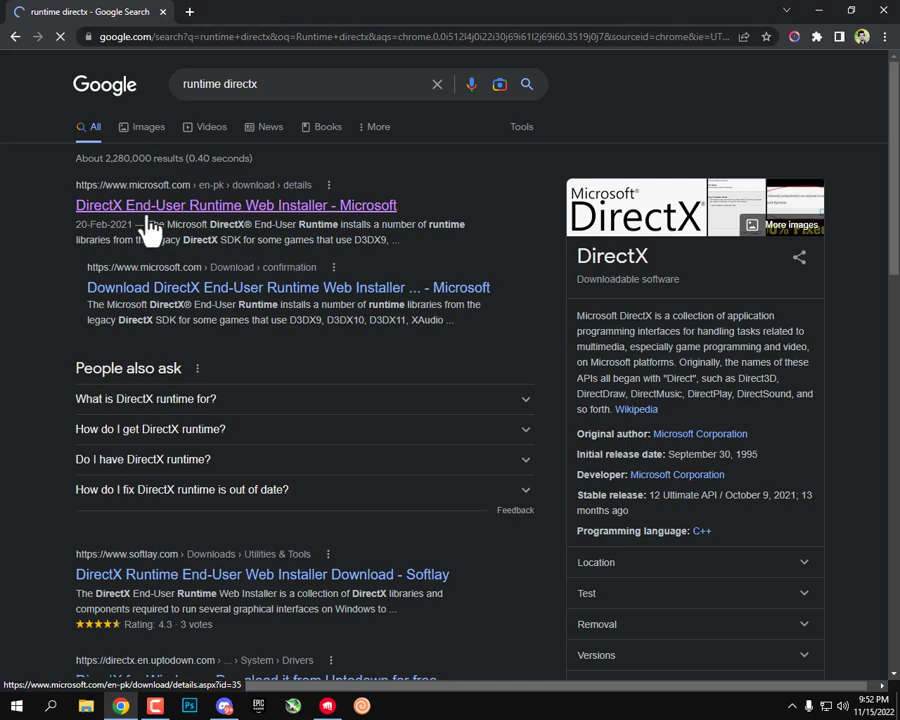 runtime directx - Google Search
google.com/search?q=runtime+directx&oq=Runtime+directx&aqs=chrome.0.0i512l4j0i22i30j69i61l2j69i60.3519j0j7&sourceid=chrome&ie=UT...
Google
runtime directx
All
Images
Videos
News
Books
More
Tools
About 2,280,000 results (0.40 seconds)
https://www.microsoft.com › en-pk › download › details
DirectX End-User Runtime Web Installer - Microsoft
20-Feb-2021 — The Microsoft DirectX® End-User Runtime installs a number of runtime
libraries from the legacy DirectX SDK for some games that use D3DX9, ...
https://www.microsoft.com › Download › confirmation
Download DirectX End-User Runtime Web Installer ... - Microsoft
The Microsoft DirectX® End-User Runtime installs a number of runtime libraries from the
legacy DirectX SDK for some games that use D3DX9, D3DX10, D3DX11, XAudio ...
People also ask
What is DirectX runtime for?
How do I get DirectX runtime?
Do I have DirectX runtime?
How do I fix DirectX runtime is out of date?
Feedback
https://www.softlay.com › Downloads › Utilities & Tools
DirectX Runtime End-User Web Installer Download - Softlay
The DirectX End-User Runtime Web Installer is a collection of DirectX libraries and
components required to run several graphical interfaces on Windows to ...
Rating: 4.3 · 3 votes
https://directx.en.uptodown.com › ... › System › Drivers
DirectX for Windows - Download it from Uptodown for free
Microsoft
DirectX
More images
DirectX
Downloadable software
Microsoft DirectX is a collection of application
programming interfaces for handling tasks related to
multimedia, especially game programming and video,
on Microsoft platforms. Originally, the names of these
APIs all began with "Direct", such as Direct3D,
DirectDraw, DirectMusic, DirectPlay, DirectSound, and
so forth. Wikipedia
Original author: Microsoft Corporation
Initial release date: September 30, 1995
Developer: Microsoft Corporation
Stable release: 12 Ultimate API / October 9, 2021; 13
months ago
Programming language: C++
Location
Test
Removal
Versions
https://www.microsoft.com/en-pk/download/details.aspx?id=35
Ps
EPIC
GAMES
9:52 PM
11/15/2022